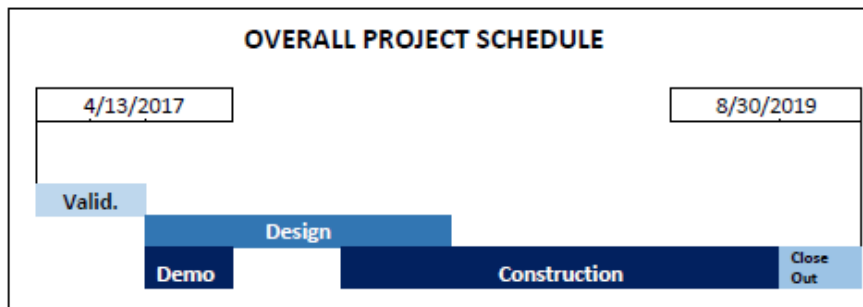 OVERALL PROJECT SCHEDULE
4/13/2017
8/30/2019
Valid.
Design
Demo
Construction
Close
Out